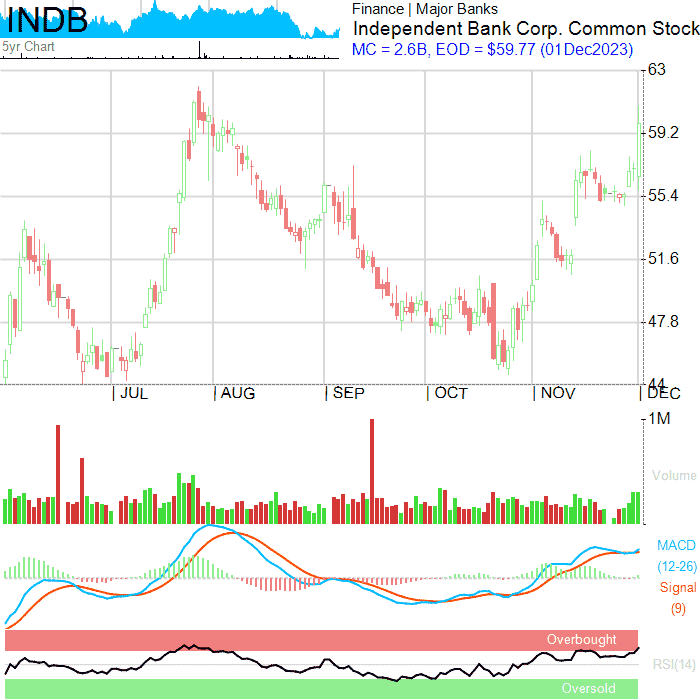 INDB
5yr Chart
Finance | Major Banks
Independent Bank Corp. Common Stock
MC = 2.6B, EOD = $59.77 (01Dec2023)
63
59.2
55.4
51.6
47.8
44
| JUL | AUG | SEP | OCT | NOV | DEC
1M
Volume
MACD
(12-26)
Signal
(9)
Overbought
RSI(14)
Oversold